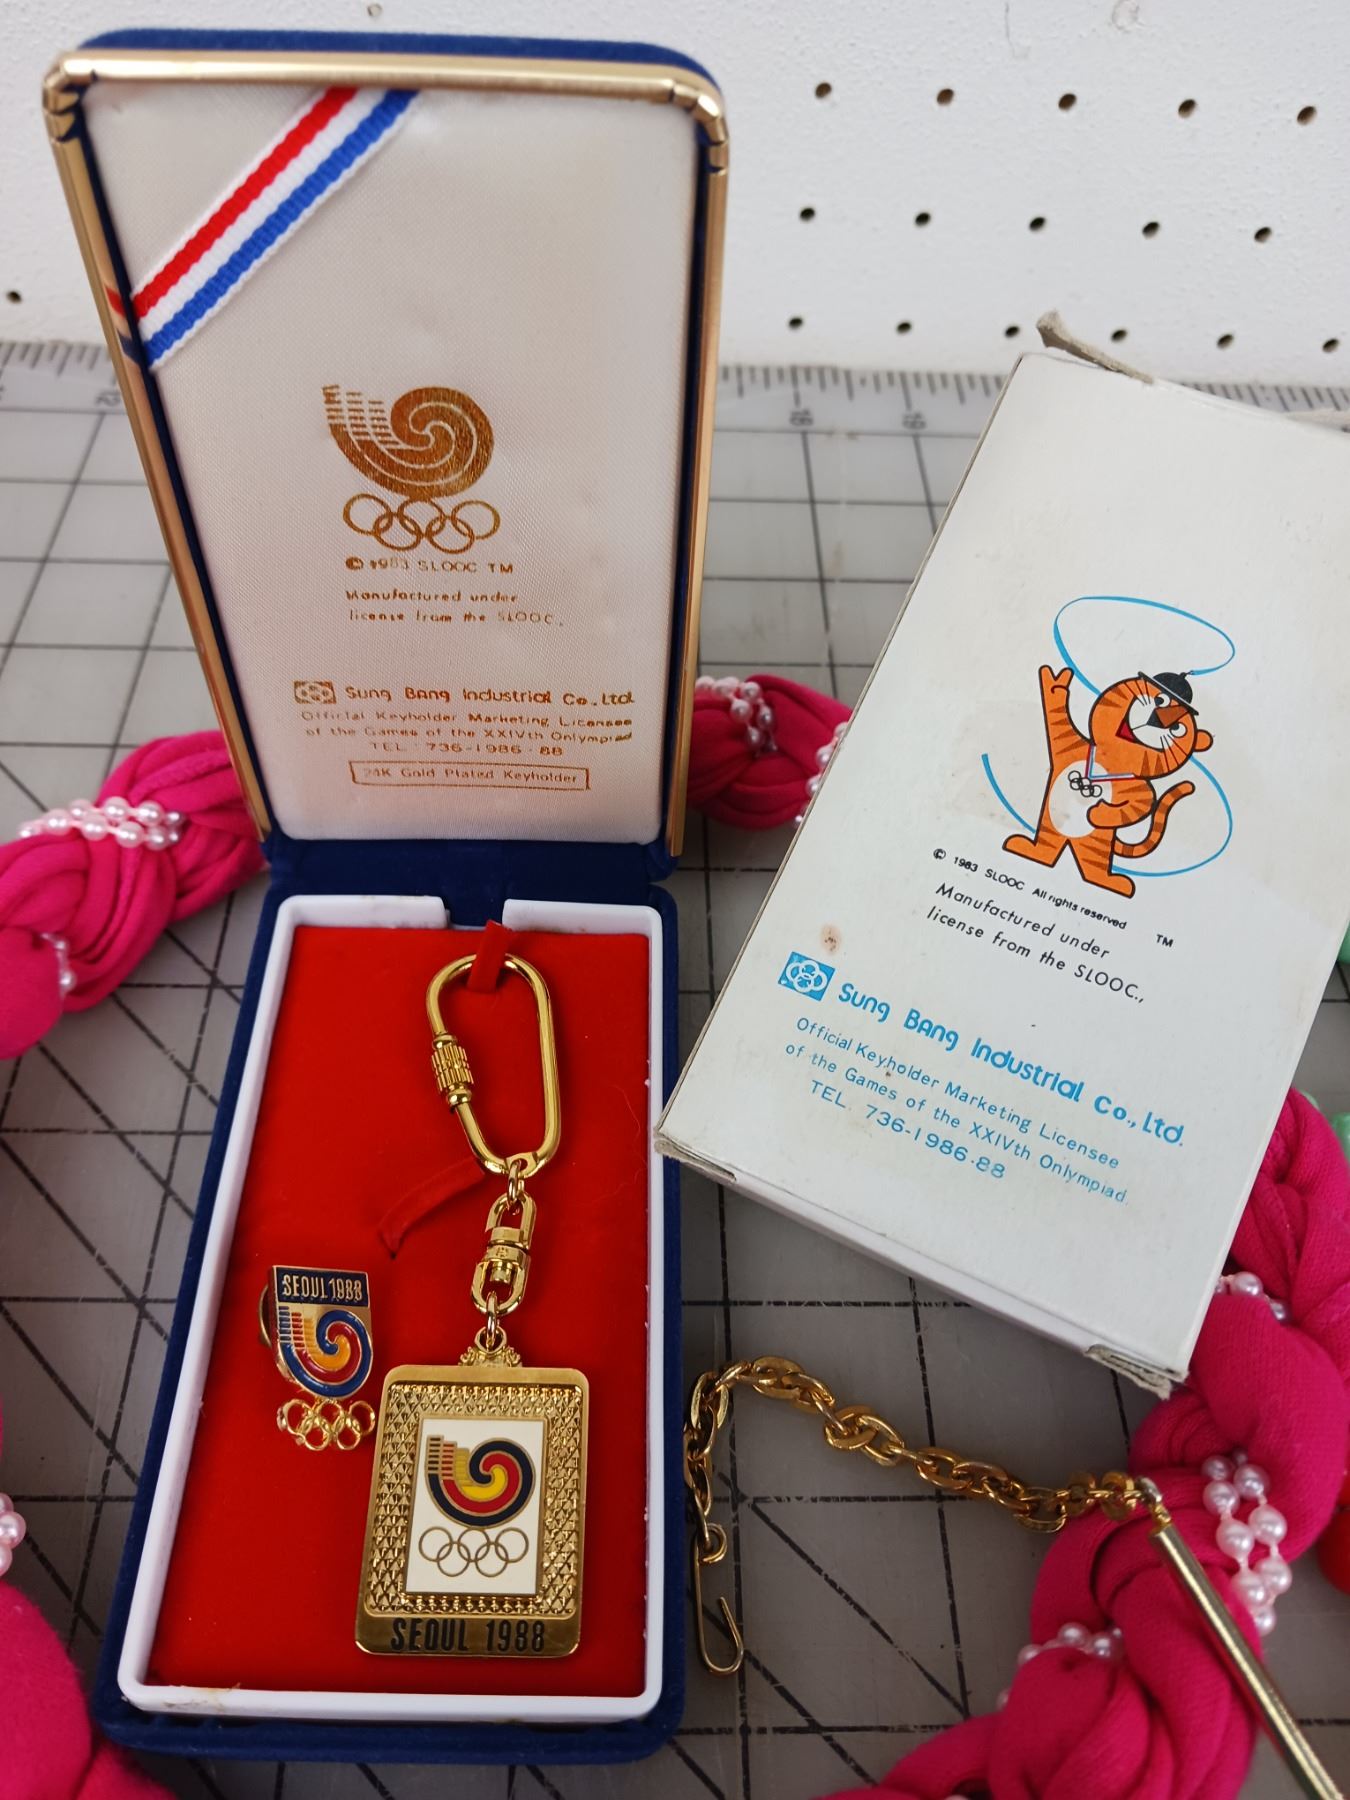 © 1983 SLOOC TM
Manufactured under
license from the SLOOC.,
Sung Bang Industrial Co., Ltd.
Official Keyholder Marketing Licensee
of the Games of the XXIVth Onlympiad
TEL. 736-1986·88
24K Gold Plated Keyholder
SEOUL 1988
SEOUL 1988
© 1983 SLOOC All rights reserved TM
Manufactured under
license from the SLOOC.,
Sung Bang Industrial Co., Ltd.
Official Keyholder Marketing Licensee
of the Games of the XXIVth Onlympiad
TEL. 736-1986·88
12
18
19